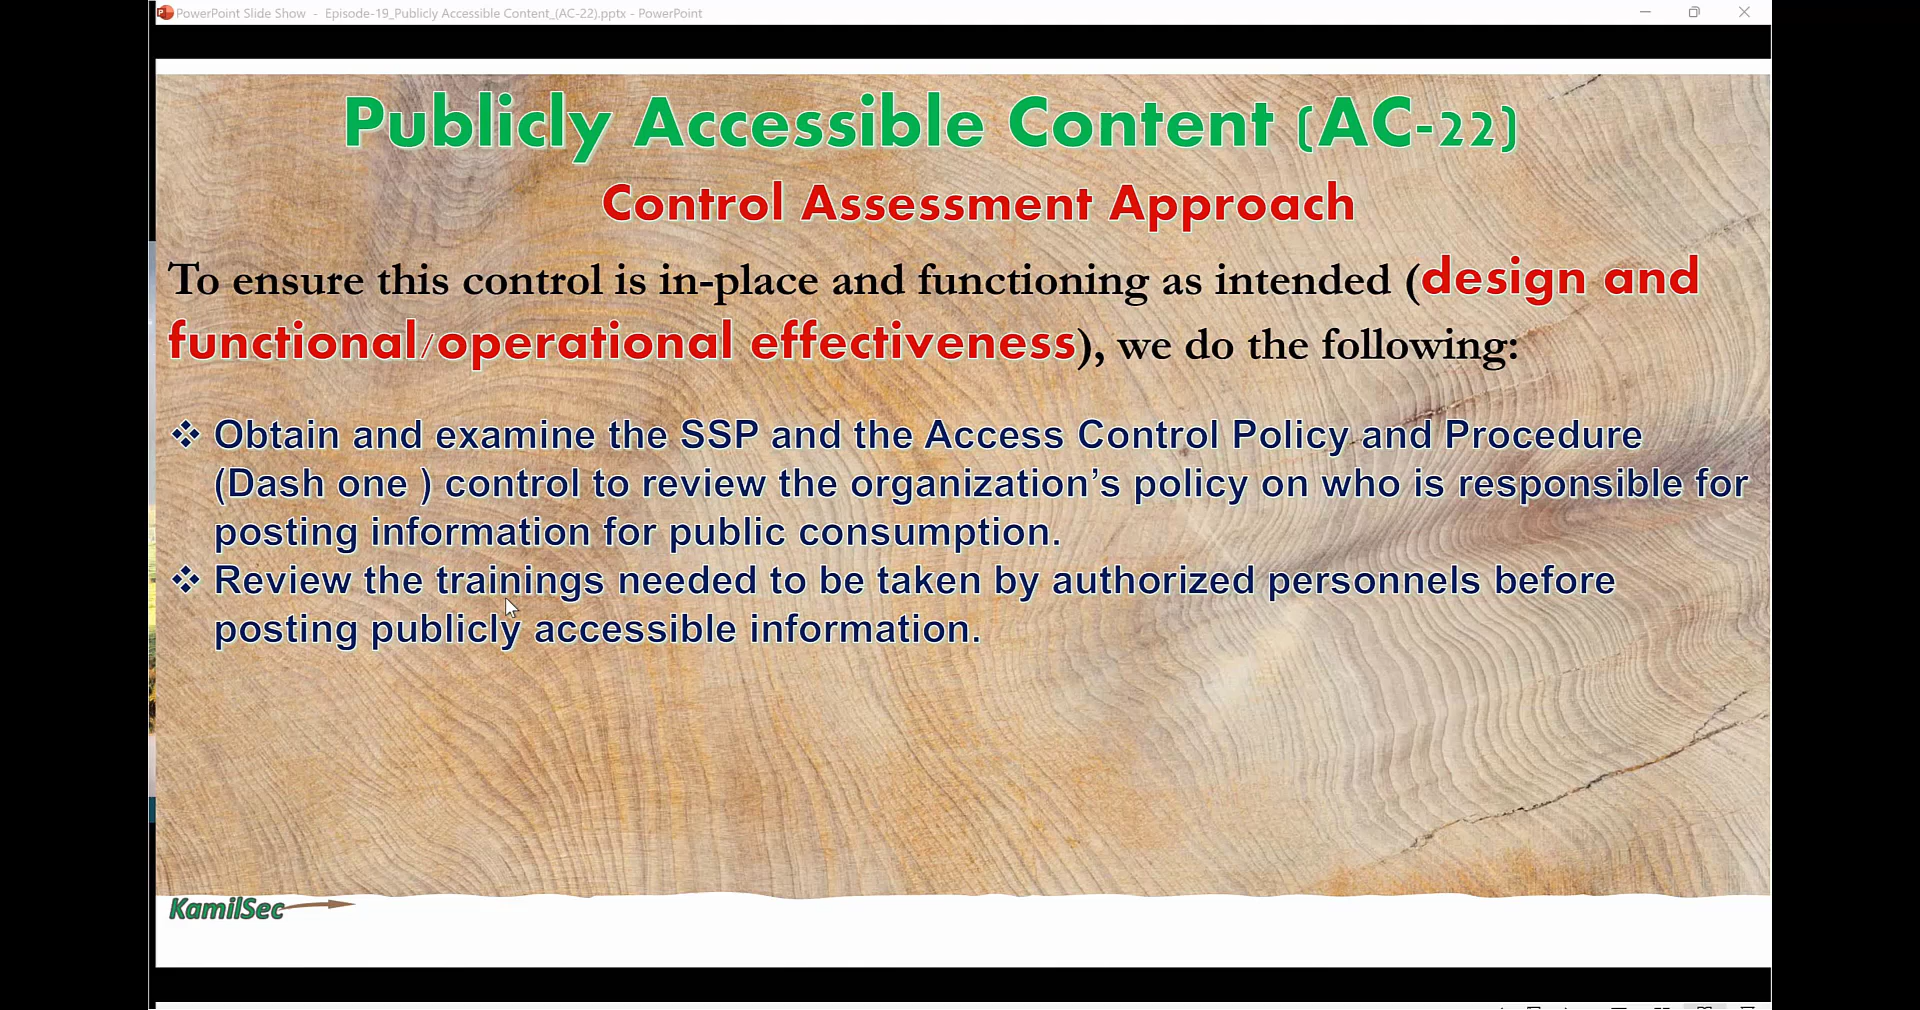 PowerPoint Slide Show - Episode-19_Publicly Accessible Content_(AC-22).pptx - PowerPoint
Publicly Accessible Content (AC-22)
Control Assessment Approach
To ensure this control is in-place and functioning as intended (design and
functional/operational effectiveness), we do the following:
❖ Obtain and examine the SSP and the Access Control Policy and Procedure
(Dash one ) control to review the organization’s policy on who is responsible for
posting information for public consumption.
❖ Review the trainings needed to be taken by authorized personnels before
posting publicly accessible information.
KamilSec